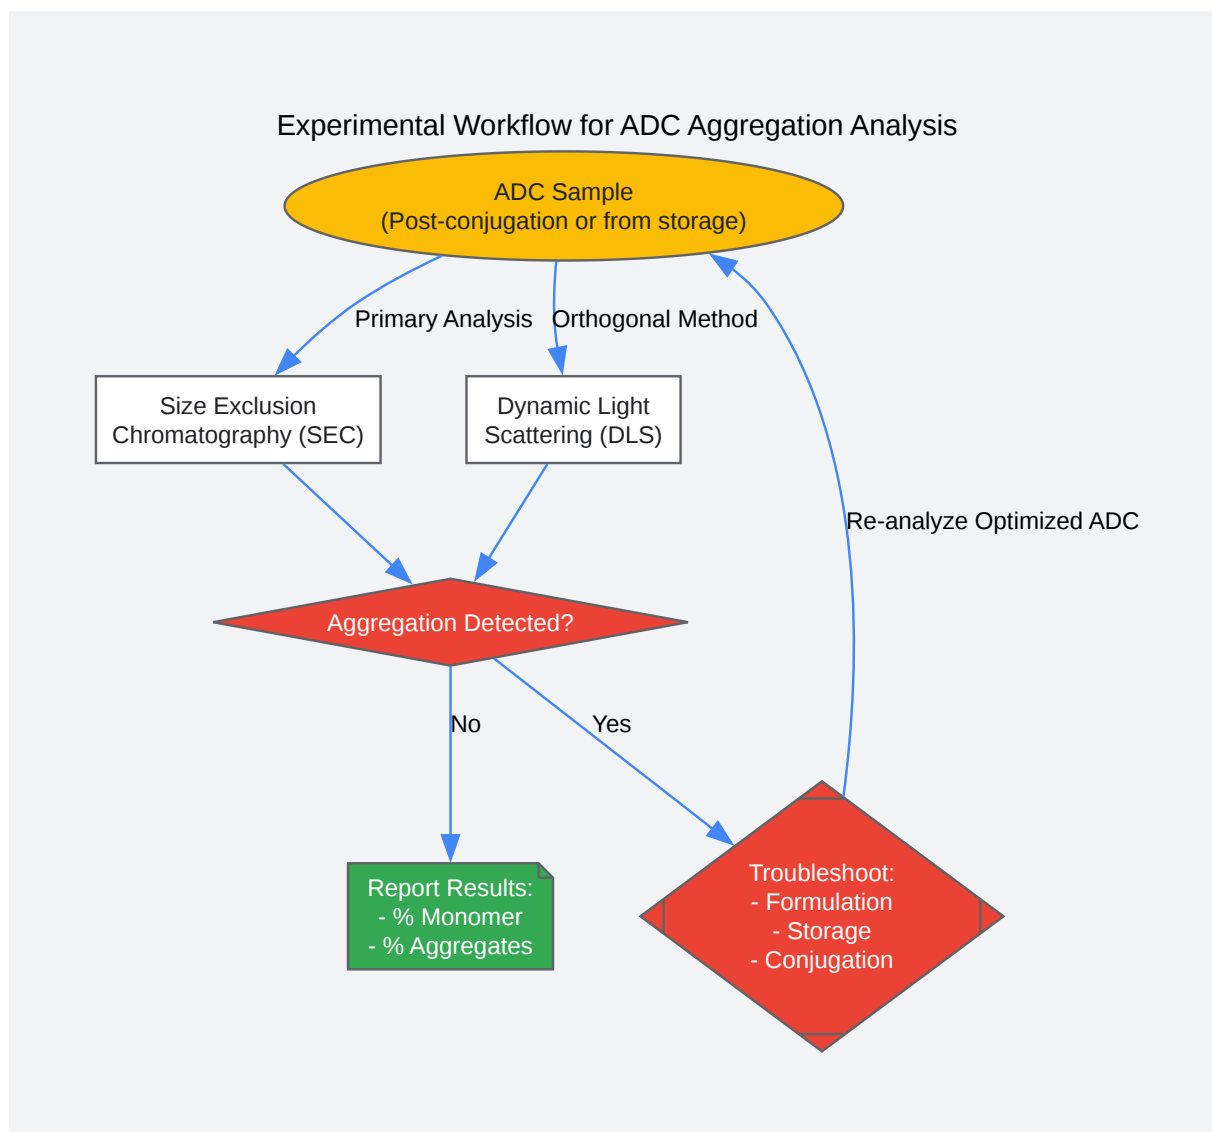 Experimental Workflow for ADC Aggregation Analysis
ADC Sample
(Post-conjugation or from storage)
Primary Analysis
Orthogonal Method
Size Exclusion
Chromatography (SEC)
Dynamic Light
Scattering (DLS)
Re-analyze Optimized ADC
Aggregation Detected?
No
Yes
Report Results:
- % Monomer
- % Aggregates
Troubleshoot:
- Formulation
- Storage
- Conjugation